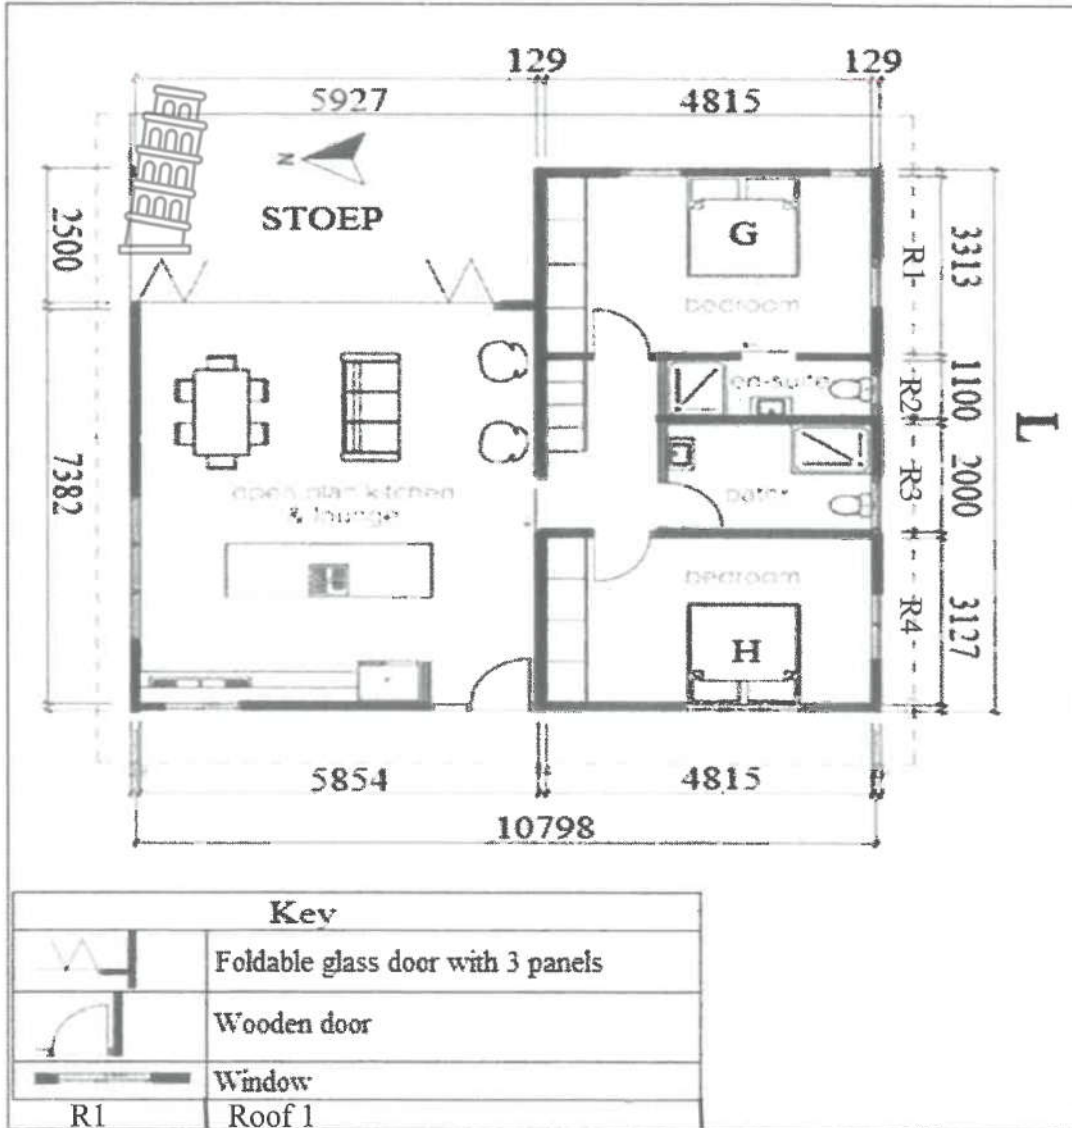 129
129
5927
4815
N
STOEP
2500
G
bedroom
3313
R1
en-suite
1100
R2
L
7382
open plan kitchen
& lounge
2000
R3
bedroom
H
3127
R4
5854
4815
10798
Key
Foldable glass door with 3 panels
Wooden door
Window
R1
Roof 1